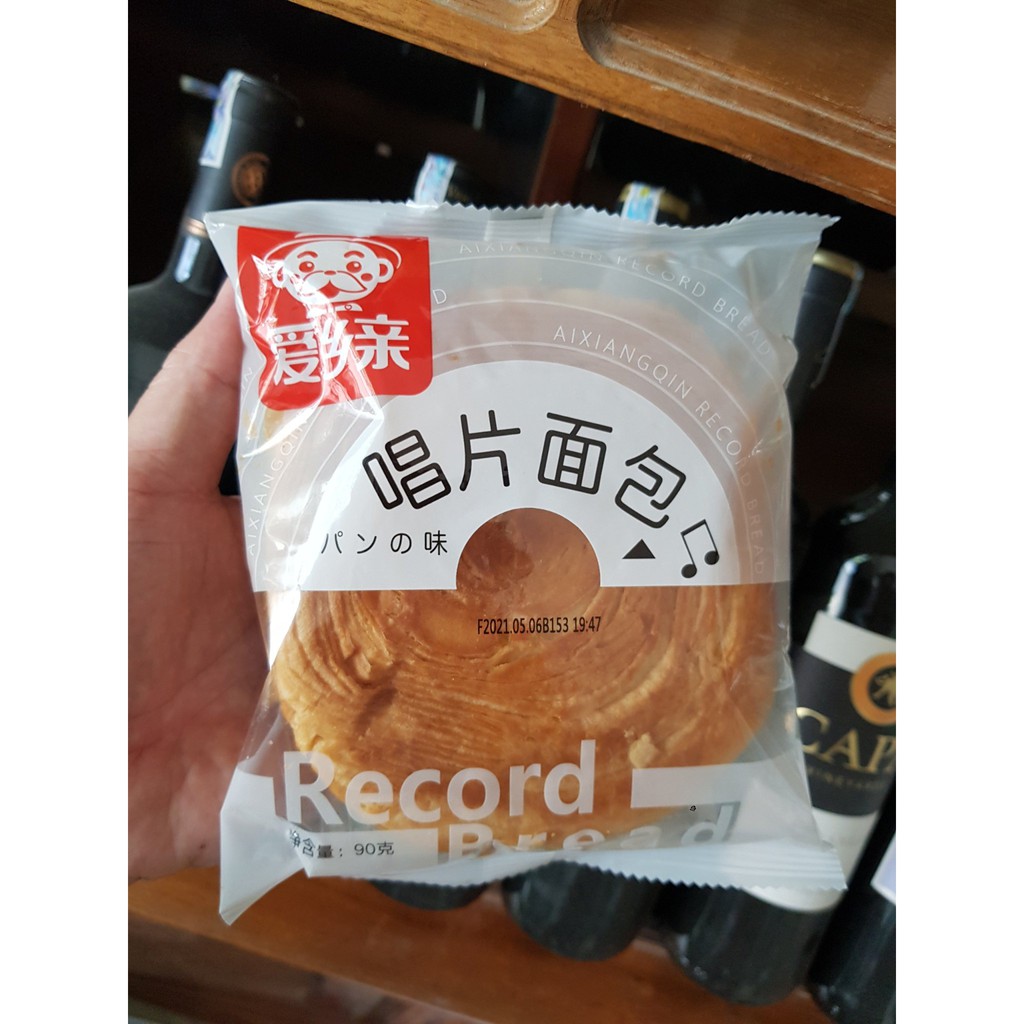 爱乡亲
AIXIANGQIN RECORD BREAD
AIXIANGQIN RECORD BREAD
唱片面包
パンの味
F2021.05.06B153 19:47
Record
Bread
净含量：90克